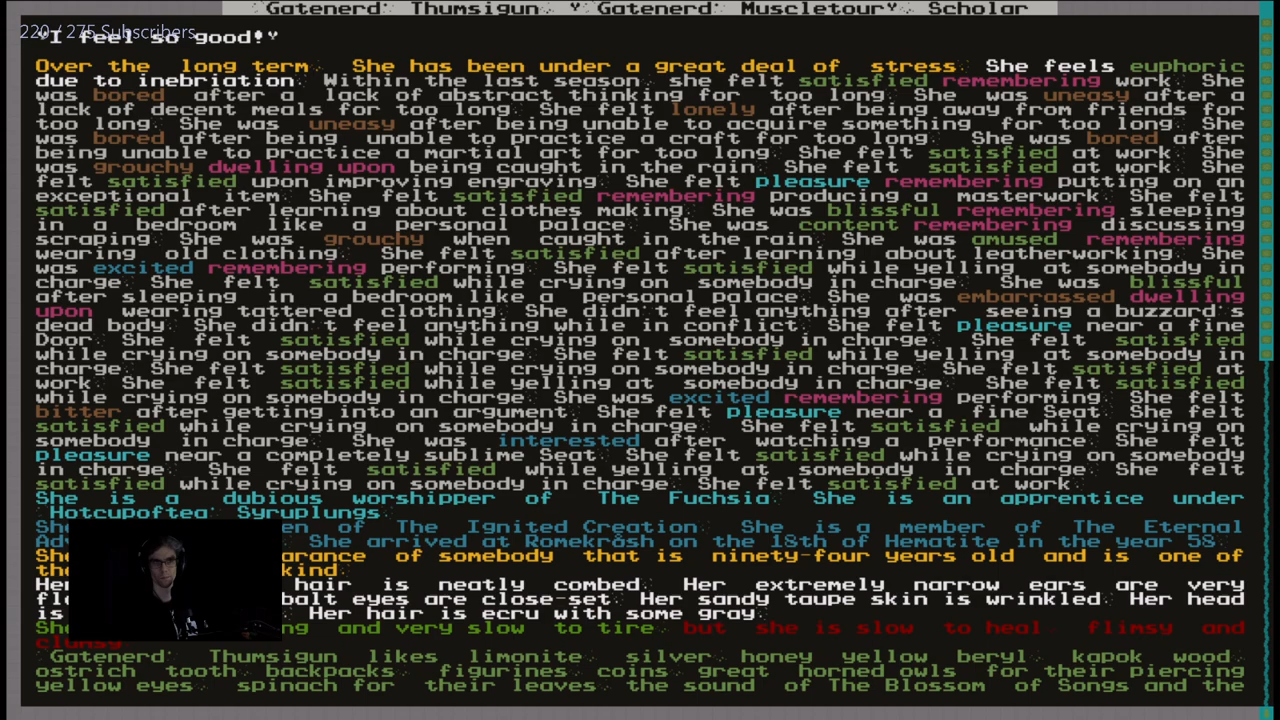 `Gatenerd' Thumsigun "Gatenerd Muscletour" Scholar
220 / 275 Subscribers
"I feel so good!"
Over the long term, She has been under a great deal of stress. She feels euphoric
due to inebriation. Within the last season, she felt satisfied remembering work. She
was bored after a lack of abstract thinking for too long. She was uneasy after a
lack of decent meals for too long. She felt lonely after being away from friends for
too long. She was uneasy after being unable to acquire something for too long. She
was bored after being unable to practice a craft for too long. She was bored after
being unable to practice a martial art for too long. She felt satisfied at work. She
was grouchy dwelling upon being caught in the rain. She felt satisfied at work. She
felt satisfied upon improving engraving. She felt pleasure remembering putting on an
exceptional item. She felt satisfied remembering producing a masterwork. She felt
satisfied after learning about clothes making. She was blissful remembering sleeping
in a bedroom like a personal palace. She was content remembering discussing
scraping. She was grouchy when caught in the rain. She was amused remembering
wearing old clothing. She felt satisfied after learning about leatherworking. She
was excited remembering performing. She felt satisfied while yelling at somebody in
charge. She felt satisfied while crying on somebody in charge. She was blissful
after sleeping in a bedroom like a personal palace. She was embarrassed dwelling
upon wearing tattered clothing. She didn't feel anything after seeing a buzzard's
dead body. She didn't feel anything while in conflict. She felt pleasure near a fine
Door. She felt satisfied while crying on somebody in charge. She felt satisfied
while crying on somebody in charge. She felt satisfied while yelling at somebody in
charge. She felt satisfied while crying on somebody in charge. She felt satisfied at
work. She felt satisfied while yelling at somebody in charge. She felt satisfied
while crying on somebody in charge. She was excited remembering performing. She felt
bitter after getting into an argument. She felt pleasure near a fine Seat. She felt
satisfied while crying on somebody in charge. She felt satisfied while crying on
somebody in charge. She was interested after watching a performance. She felt
pleasure near a completely sublime Seat. She felt satisfied while crying on somebody
in charge. She felt satisfied while yelling at somebody in charge. She felt
satisfied while crying on somebody in charge. She felt satisfied at work.
She is a dubious worshipper of The Fuchsia. She is an apprentice under
`Hotcupoftea' Syruplungs.
She en of The Ignited Creation. She is a member of The Eternal
Adv She arrived at Romekrôsh on the 18th of Hematite in the year 58.
She arance of somebody that is ninety-four years old and is one of
the kind.
Her hair is neatly combed. Her extremely narrow ears are very
fl balt eyes are close-set. Her sandy taupe skin is wrinkled. Her head
is Her hair is ecru with some gray.
She ng and very slow to tire, but she is slow to heal, flimsy and
clumsy.
`Gatenerd' Thumsigun likes limonite, silver, honey yellow beryl, kapok wood,
ostrich tooth, backpacks, figurines, coins, great horned owls for their piercing
yellow eyes, spinach for their leaves, the sound of The Blossom of Songs and the